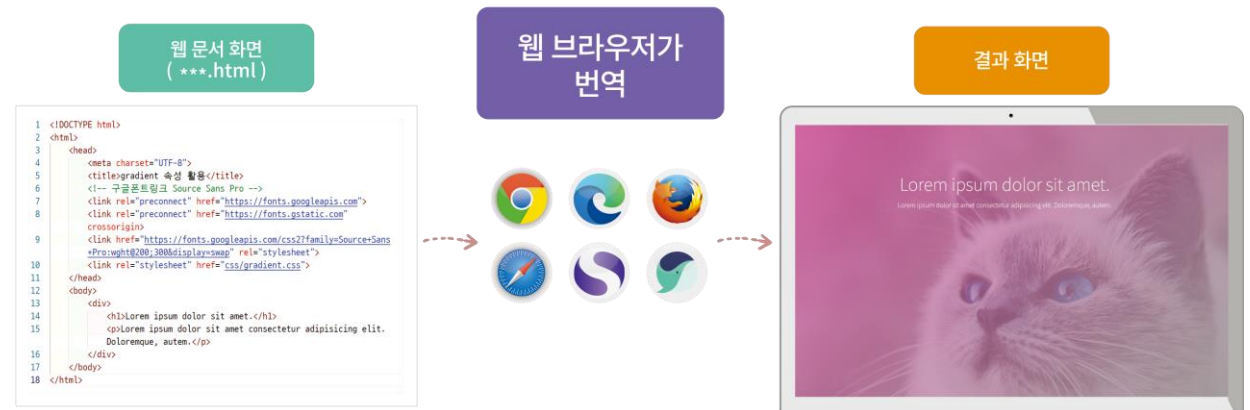 웹 문서 화면
( ***.html )
웹 브라우저가
번역
결과 화면
1 <!DOCTYPE html>
2 <html>
3 <head>
4 <meta charset="UTF-8">
5 <title>gradient 속성 활용</title>
6 <!-- 구글폰트링크 Source Sans Pro -->
7 <link rel="preconnect" href="https://fonts.googleapis.com">
8 <link rel="preconnect" href="https://fonts.gstatic.com"
crossorigin>
9 <link href="https://fonts.googleapis.com/css2?family=Source+Sans
+Pro:wght@200;300&display=swap" rel="stylesheet">
10 <link rel="stylesheet" href="css/gradient.css">
11 </head>
12 <body>
13 <div>
14 <h1>Lorem ipsum dolor sit amet.</h1>
15 <p>Lorem ipsum dolor sit amet consectetur adipisicing elit.
Doloremque, autem.</p>
16 </div>
17 </body>
18 </html>
Lorem ipsum dolor sit amet.
Lorem ipsum dolor sit amet consectetur adipisicing elit. Doloremque, autem.